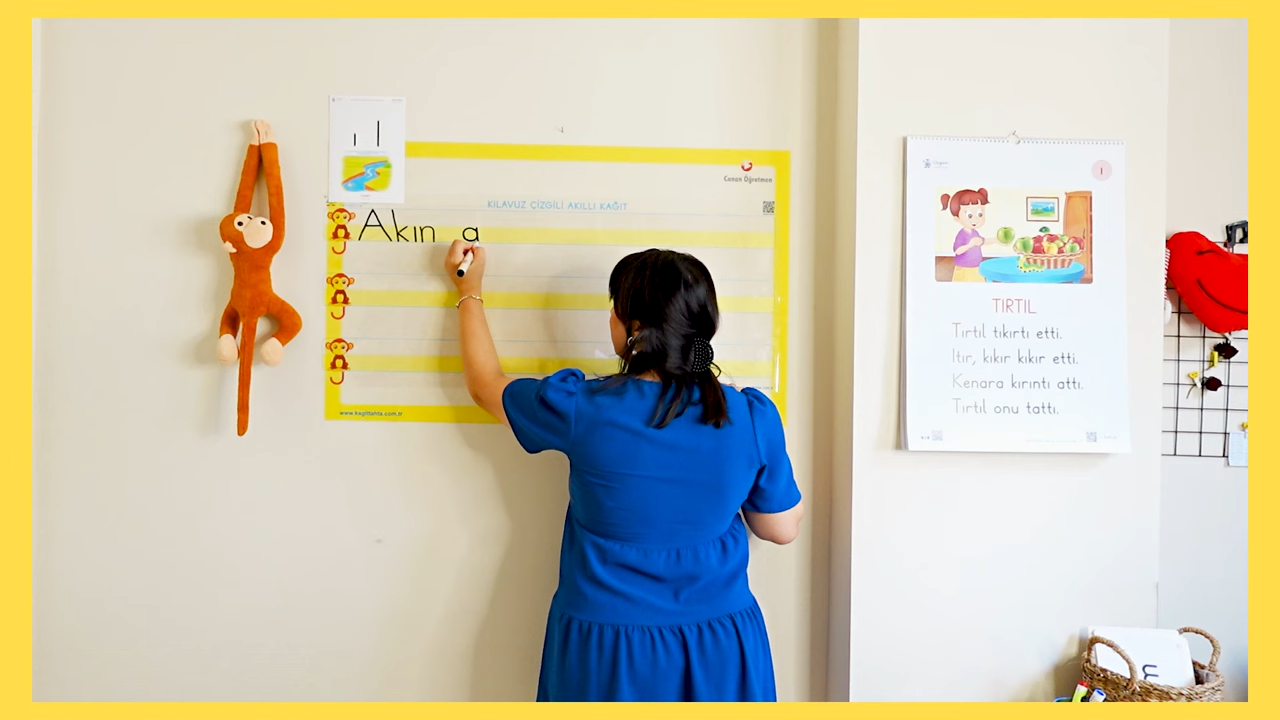 ı I
Canan Öğretmen
KILAVUZ ÇİZGİLİ AKILLI KAĞIT
Akın a
www.kagittahta.com.tr
I
TIRTIL
Tırtıl tıkırtı etti.
Itır, kıkır kıkır etti.
Kenara kırıntı attı.
Tırtıl onu tattı.